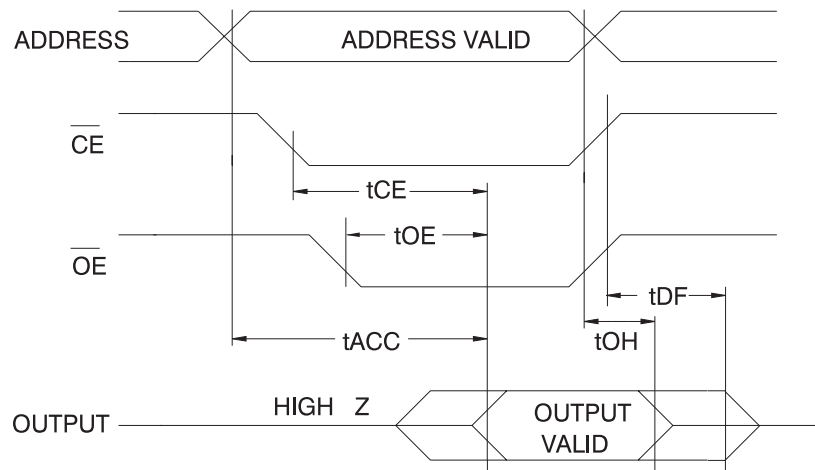 ADDRESS
ADDRESS VALID
CE
tCE
tOE
OE
tDF
tACC
tOH
HIGH Z
OUTPUT
OUTPUT
VALID